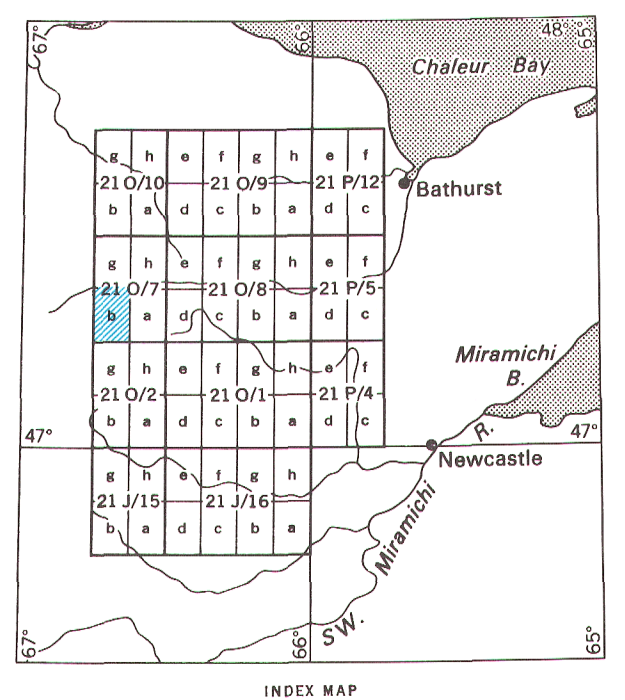 67°
66°
48°
65°
Chaleur Bay
g h e f g h e f
21 O/10 21 O/9 21 P/12
Bathurst
b a d c b a d c
g h e f g h e f
21 O/7 21 O/8 21 P/5
b a d c b a d c
Miramichi
B.
g h e f g h e f
21 O/2 21 O/1 21 P/4
b a d c b a d c
R.
47°
47°
Newcastle
g h e f g h
21 J/15 21 J/16
b a d c b a
Miramichi
SW.
67°
66°
65°
INDEX MAP